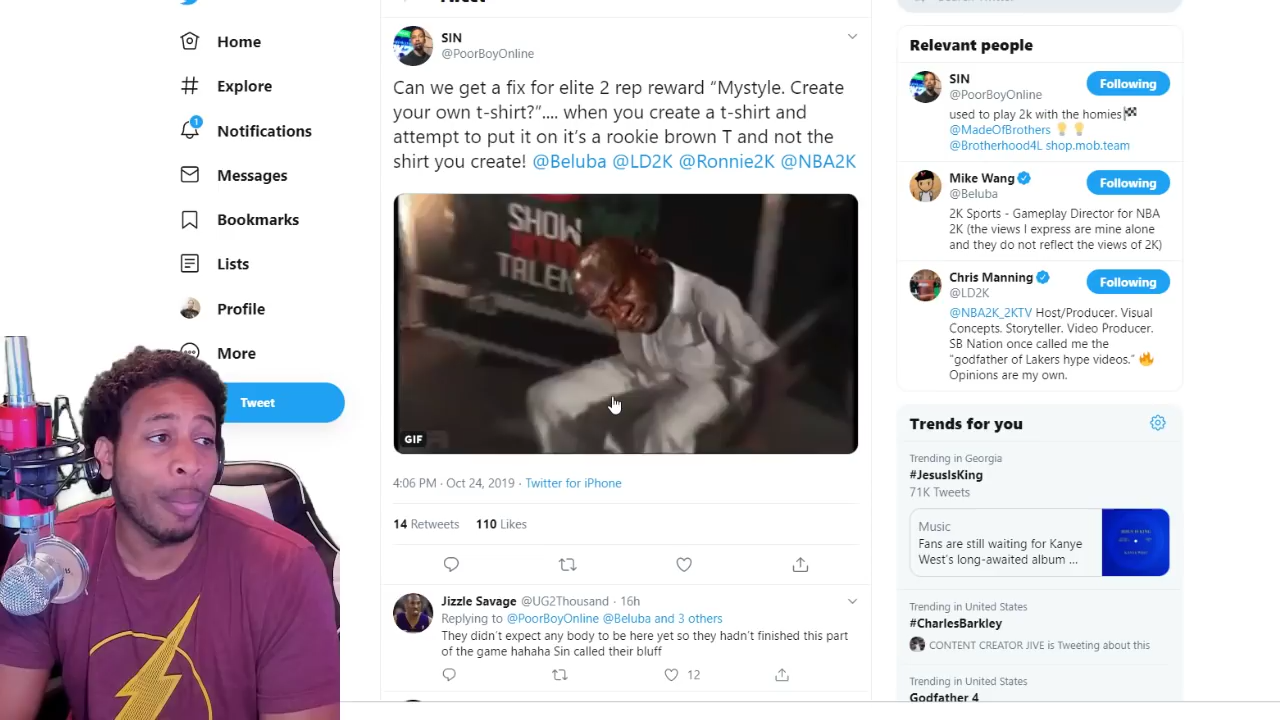 Home
Explore
1
Notifications
Messages
Bookmarks
Lists
Profile
More
Tweet
SIN
@PoorBoyOnline
Can we get a fix for elite 2 rep reward “Mystyle. Create
your own t-shirt?”.... when you create a t-shirt and
attempt to put it on it’s a rookie brown T and not the
shirt you create! @Beluba @LD2K @Ronnie2K @NBA2K
SHOW
TALEN
GIF
4:06 PM · Oct 24, 2019 · Twitter for iPhone
14 Retweets 110 Likes
Jizzle Savage @UG2Thousand · 16h
Replying to @PoorBoyOnline @Beluba and 3 others
They didn’t expect any body to be here yet so they hadn’t finished this part
of the game hahaha Sin called their bluff
12
Relevant people
SIN
@PoorBoyOnline
Following
used to play 2k with the homies🏁
@MadeOfBrothers 💡 💡
@Brotherhood4L shop.mob.team
Mike Wang
@Beluba
Following
2K Sports - Gameplay Director for NBA
2K (the views I express are mine alone
and they do not reflect the views of 2K)
Chris Manning
@LD2K
Following
@NBA2K_2KTV Host/Producer. Visual
Concepts. Storyteller. Video Producer.
SB Nation once called me the
“godfather of Lakers hype videos.” 🔥
Opinions are my own.
Trends for you
Trending in Georgia
#JesusIsKing
71K Tweets
Music
Fans are still waiting for Kanye
West’s long-awaited album ...
Trending in United States
#CharlesBarkley
CONTENT CREATOR JIVE is Tweeting about this
Trending in United States
Godfather 4